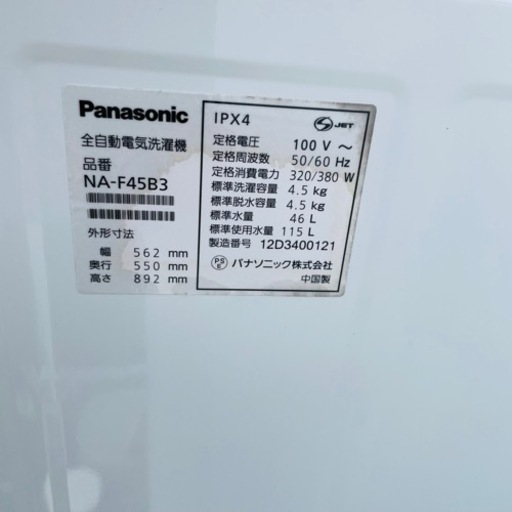 Panasonic
全自動電気洗濯機
品番
NA-F45B3
外形寸法
幅 562 mm
奥行 550 mm
高さ 892 mm
IPX4
S JET
定格電圧 100 V ～
定格周波数 50/60 Hz
定格消費電力 320/380 W
標準洗濯容量 4.5 kg
標準脱水容量 4.5 kg
標準水量 46 L
標準使用水量 115 L
製造番号 12D3400121
PS E パナソニック株式会社
中国製